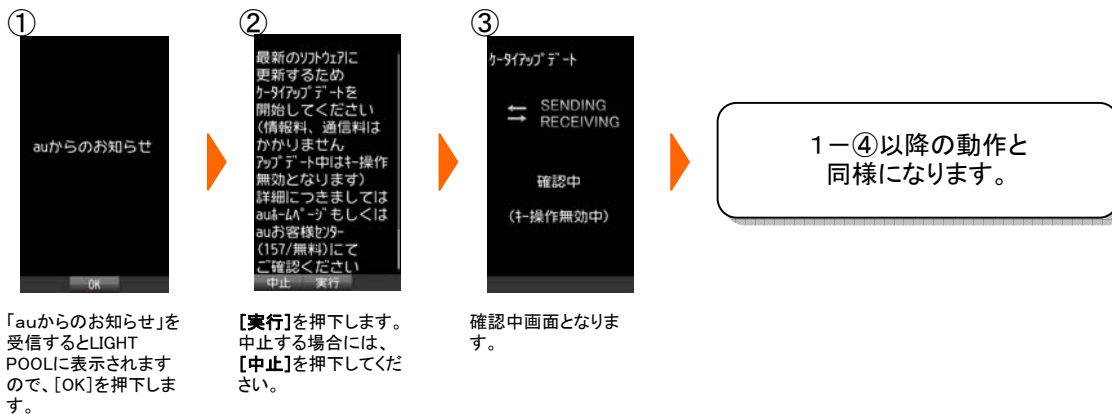 ①
auからのお知らせ
OK
「auからのお知らせ」を
受信するとLIGHT
POOLに表示されます
ので、[OK]を押下しま
す。
②
最新のｿﾌﾄｳｪｱに
更新するため
ｹｰﾀｲｱｯﾌﾟﾃﾞｰﾄを
開始してください
(情報料、通信料は
かかりません
ｱｯﾌﾟﾃﾞｰﾄ中はｷｰ操作
無効となります)
詳細につきましては
auﾎｰﾑﾍﾟｰｼﾞもしくは
auお客様ｾﾝﾀｰ
(157/無料)にて
ご確認ください
中止 実行
[実行]を押下します。
中止する場合には、
[中止]を押下してくだ
さい。
③
ｹｰﾀｲｱｯﾌﾟﾃﾞｰﾄ
SENDING
RECEIVING
確認中
(ｷｰ操作無効中)
確認中画面となりま
す。
1－④以降の動作と
同様になります。